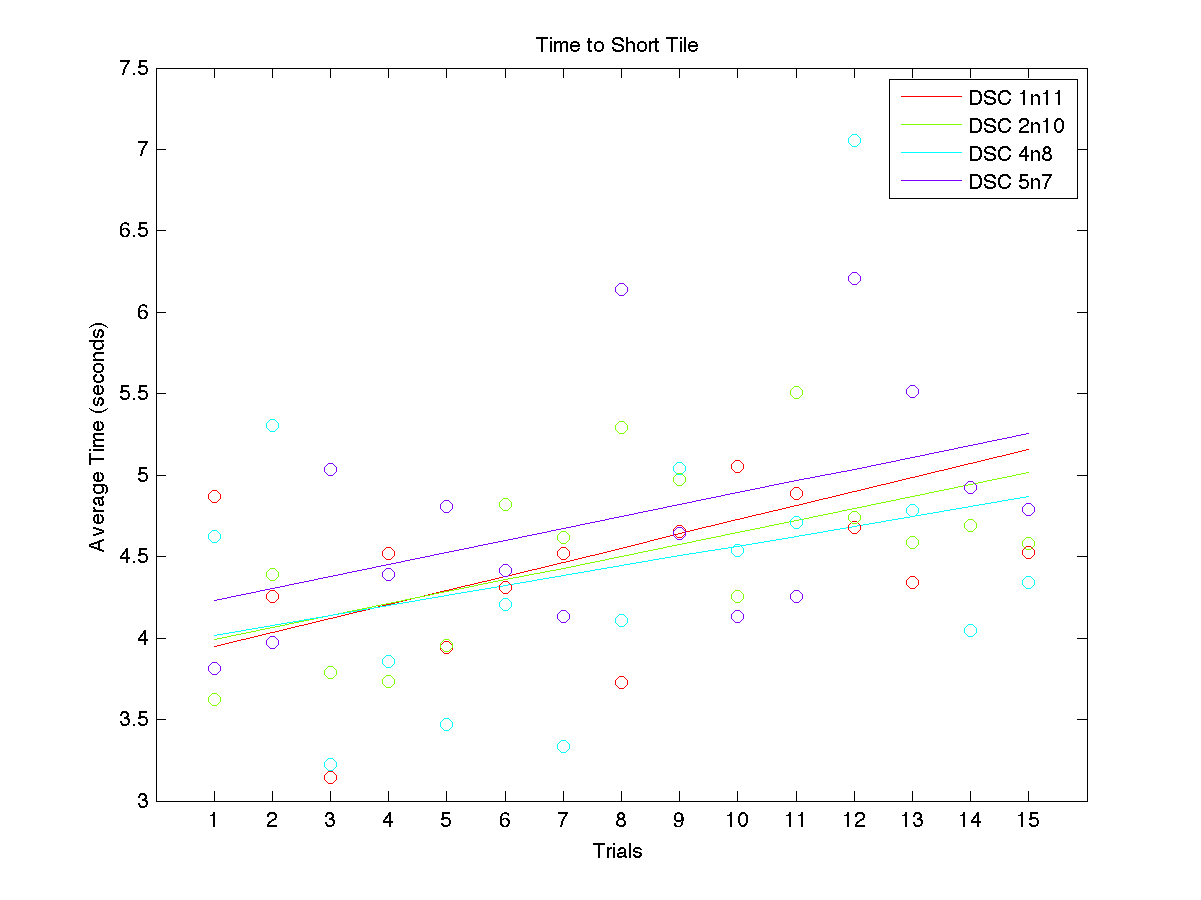 Time to Short Tile
7.5
7
6.5
6
5.5
5
4.5
4
3.5
3
Average Time (seconds)
DSC 1n11
DSC 2n10
DSC 4n8
DSC 5n7
1 2 3 4 5 6 7 8 9 10 11 12 13 14 15
Trials